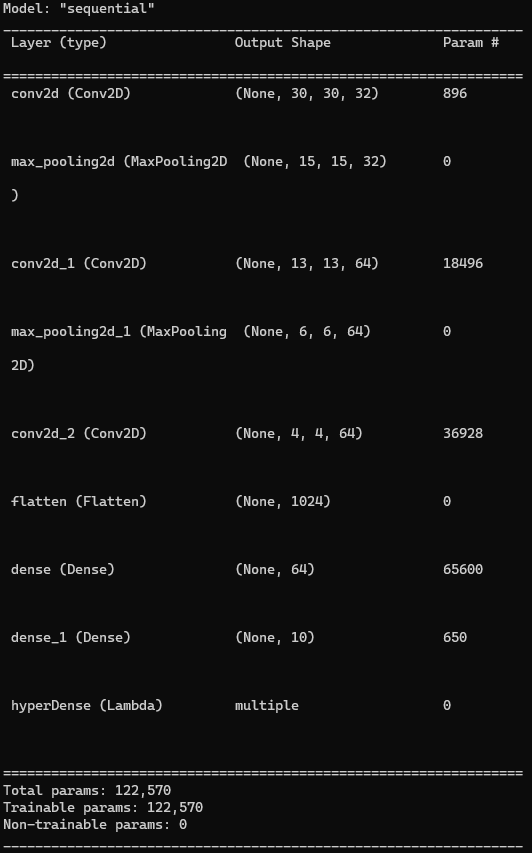 Model: "sequential"
_________________________________________________________________
 Layer (type)                Output Shape              Param #
=================================================================
 conv2d (Conv2D)             (None, 30, 30, 32)        896
 max_pooling2d (MaxPooling2D  (None, 15, 15, 32)       0
 )
 conv2d_1 (Conv2D)           (None, 13, 13, 64)        18496
 max_pooling2d_1 (MaxPooling  (None, 6, 6, 64)         0
 2D)
 conv2d_2 (Conv2D)           (None, 4, 4, 64)          36928
 flatten (Flatten)           (None, 1024)              0
 dense (Dense)               (None, 64)                65600
 dense_1 (Dense)             (None, 10)                650
 hyperDense (Lambda)         multiple                  0
=================================================================
Total params: 122,570
Trainable params: 122,570
Non-trainable params: 0
_________________________________________________________________